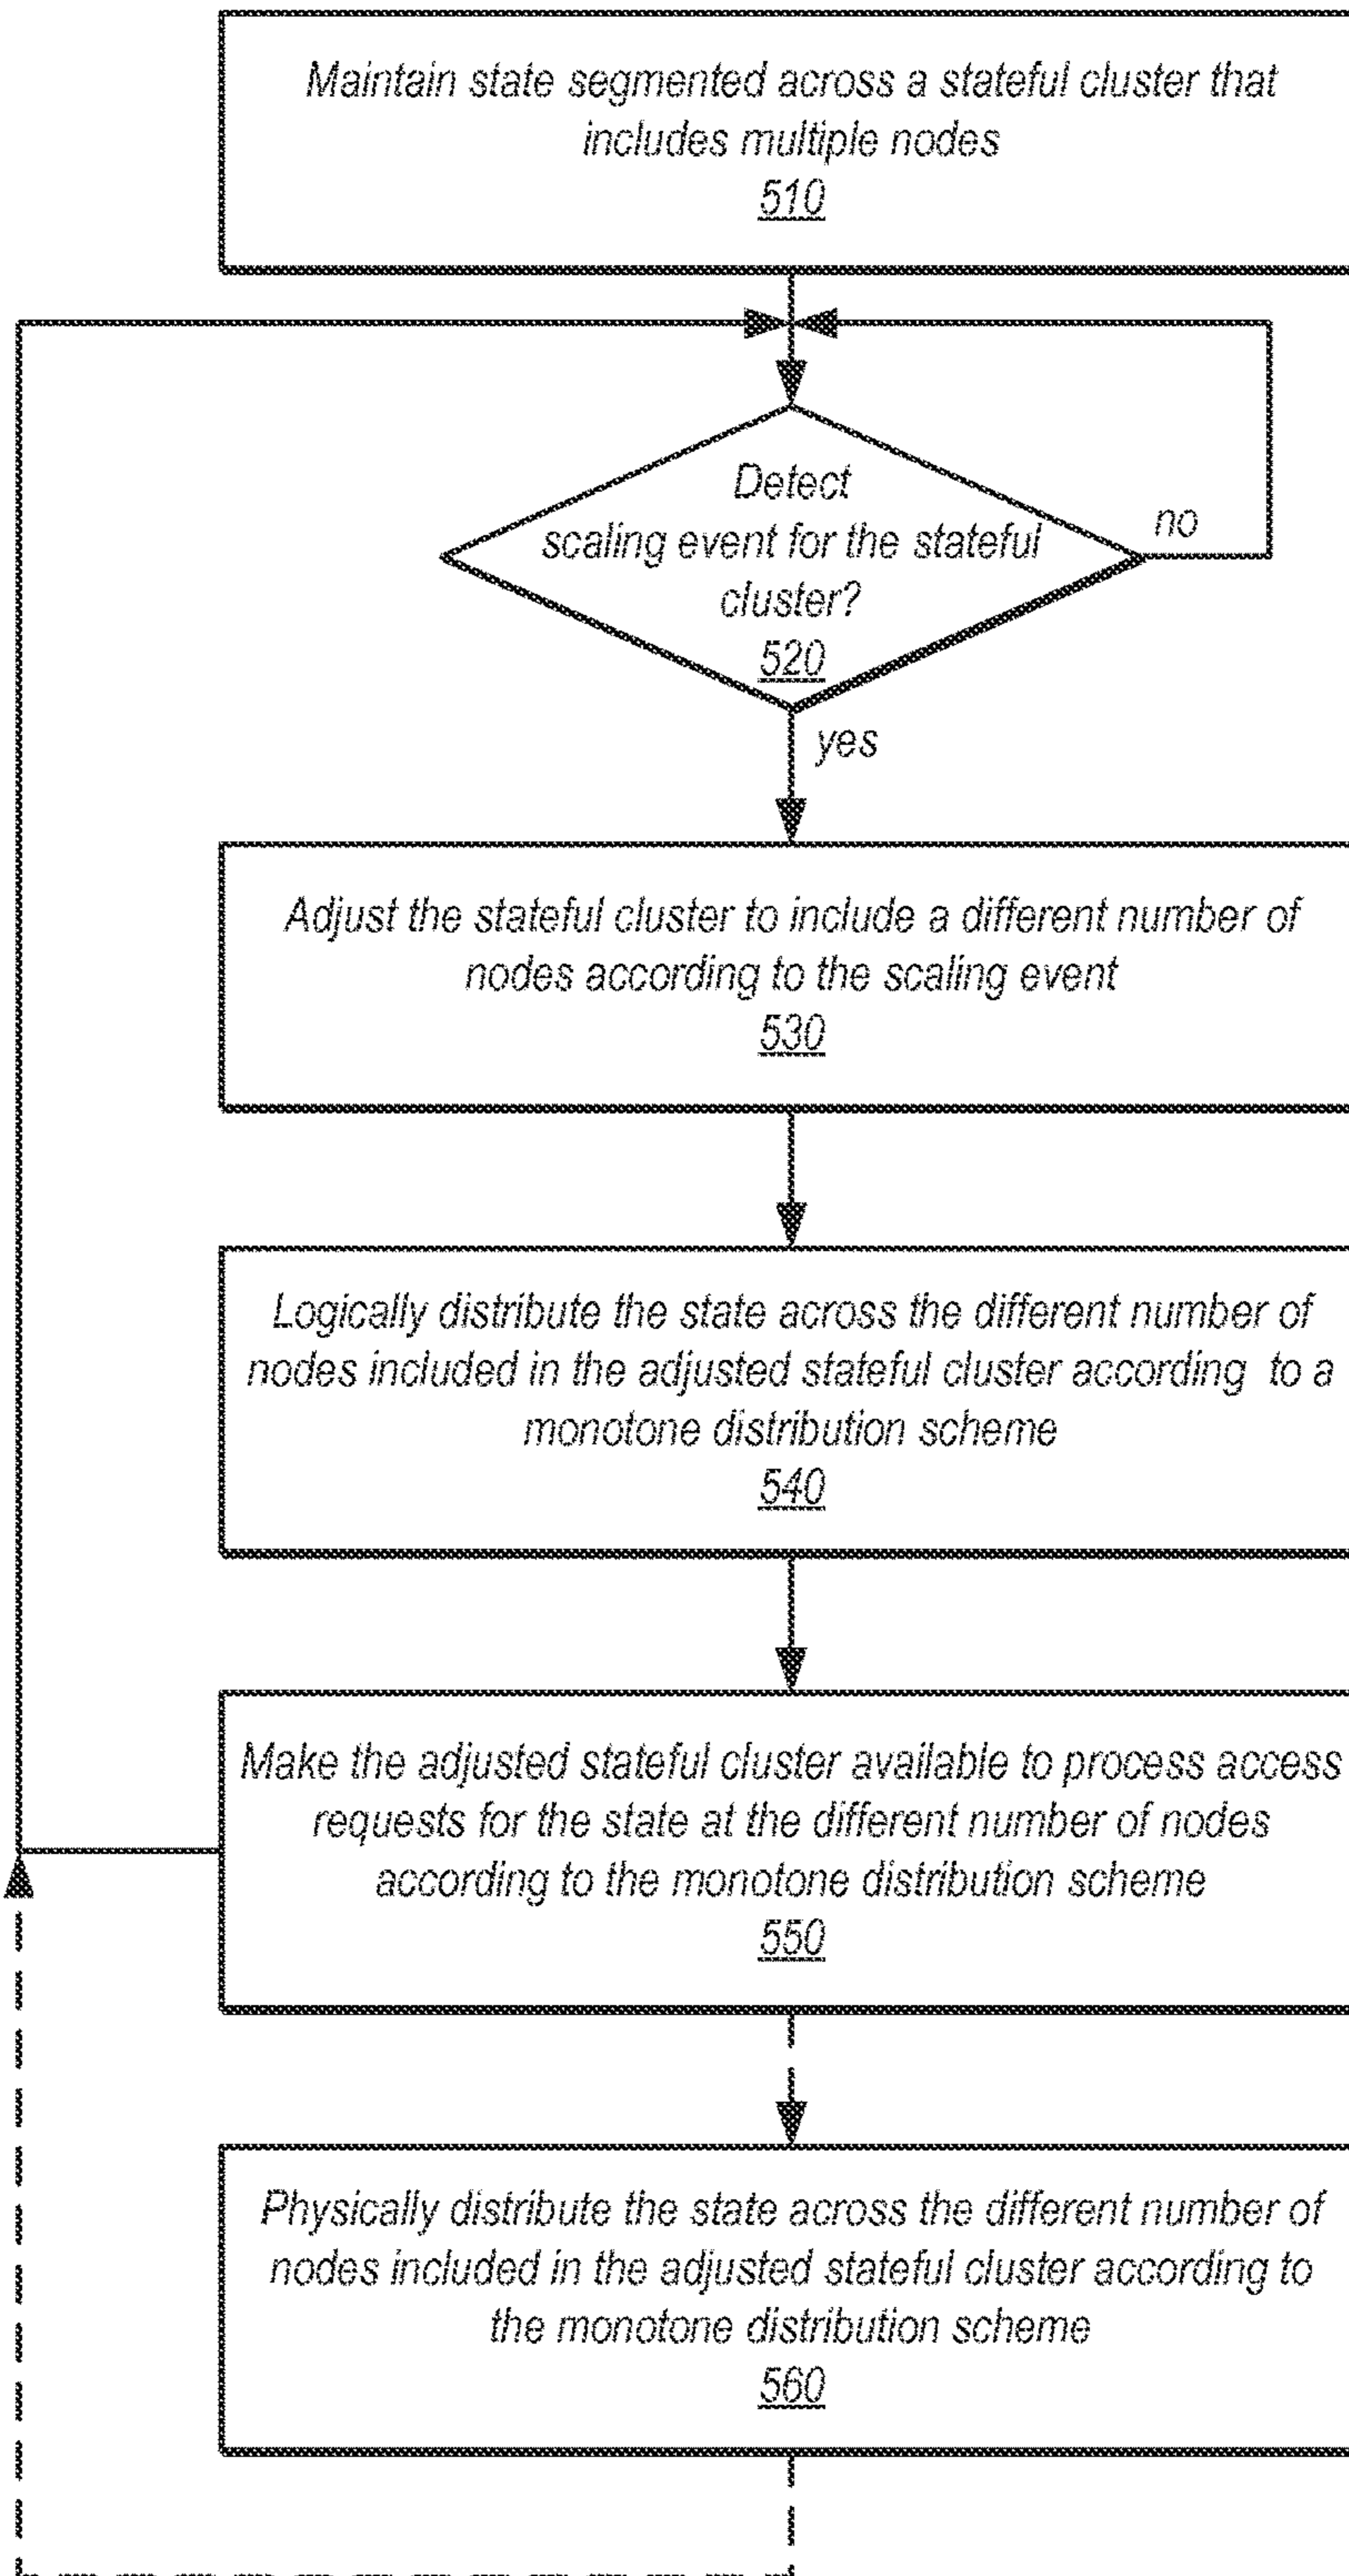 Maintain state segmented across a stateful cluster that
includes multiple nodes
510
Detect
scaling event for the stateful
cluster?
520
no
yes
Adjust the stateful cluster to include a different number of
nodes according to the scaling event
530
Logically distribute the state across the different number of
nodes included in the adjusted stateful cluster according to a
monotone distribution scheme
540
Make the adjusted stateful cluster available to process access
requests for the state at the different number of nodes
according to the monotone distribution scheme
550
Physically distribute the state across the different number of
nodes included in the adjusted stateful cluster according to
the monotone distribution scheme
560